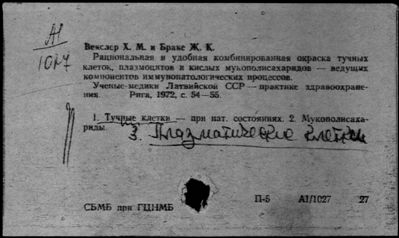 А1
1027
Векслер Х. М. и Браке Ж. К.
Рациональная и удобная комбинированная окраска тучных
клеток, плазмоцитов и кислых мукополисахаридов — ведущих
компонентов иммунопатологических процессов.
Ученые-медики Латвийской ССР — практике здравоохране-
ния. Рига, 1972, с. 54—55.
1. Тучные клетки — при пат. состояниях. 2. Мукополисаха-
риды.
3. Плазматические клетки
П-5 А1/1027 27
СБМБ при ГЦНМБ